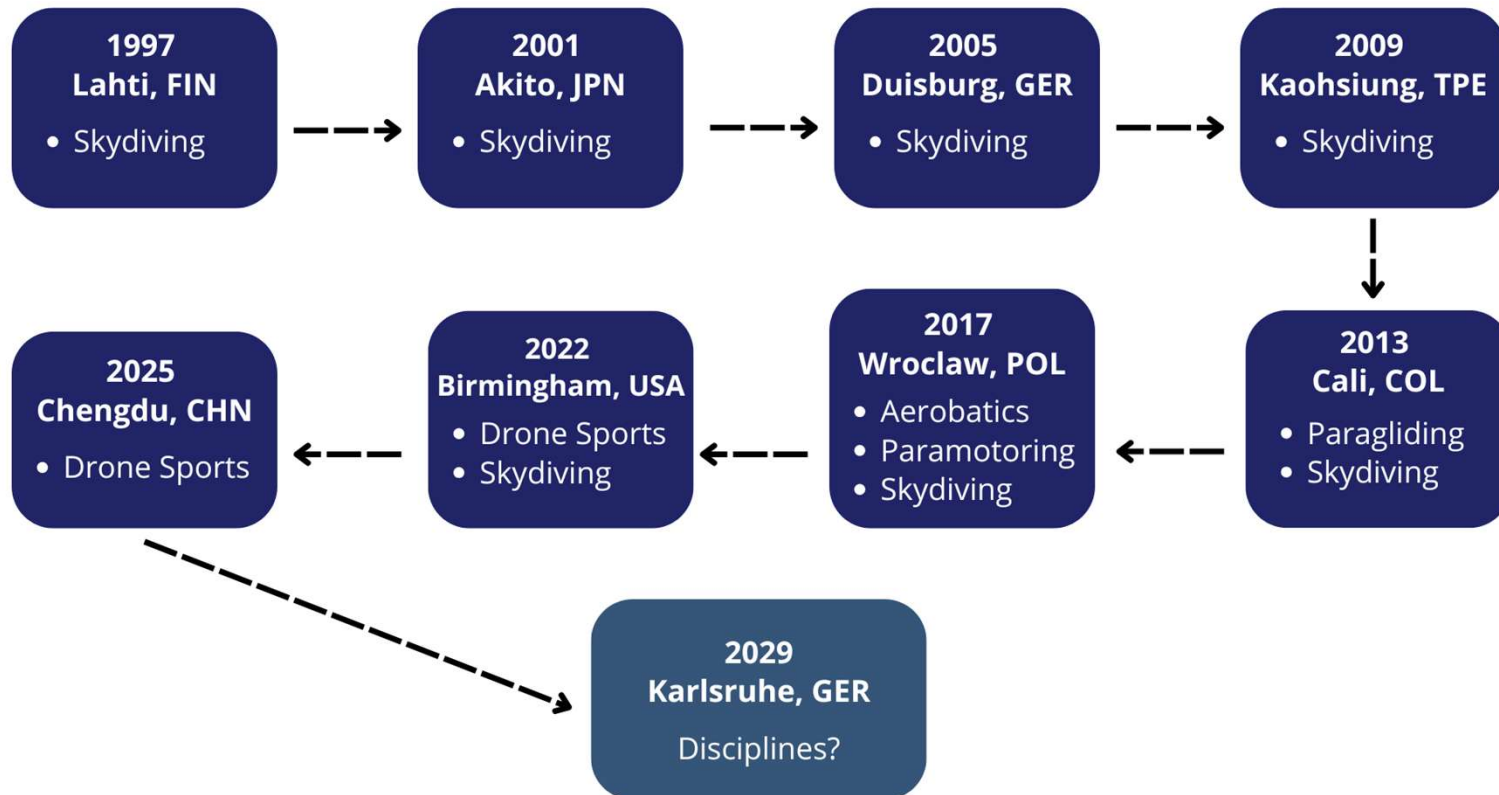 1997
Lahti, FIN
• Skydiving
2001
Akito, JPN
• Skydiving
2005
Duisburg, GER
• Skydiving
2009
Kaohsiung, TPE
• Skydiving
2013
Cali, COL
• Paragliding
• Skydiving
2017
Wroclaw, POL
• Aerobatics
• Paramotoring
• Skydiving
2022
Birmingham, USA
• Drone Sports
• Skydiving
2025
Chengdu, CHN
• Drone Sports
2029
Karlsruhe, GER
Disciplines?